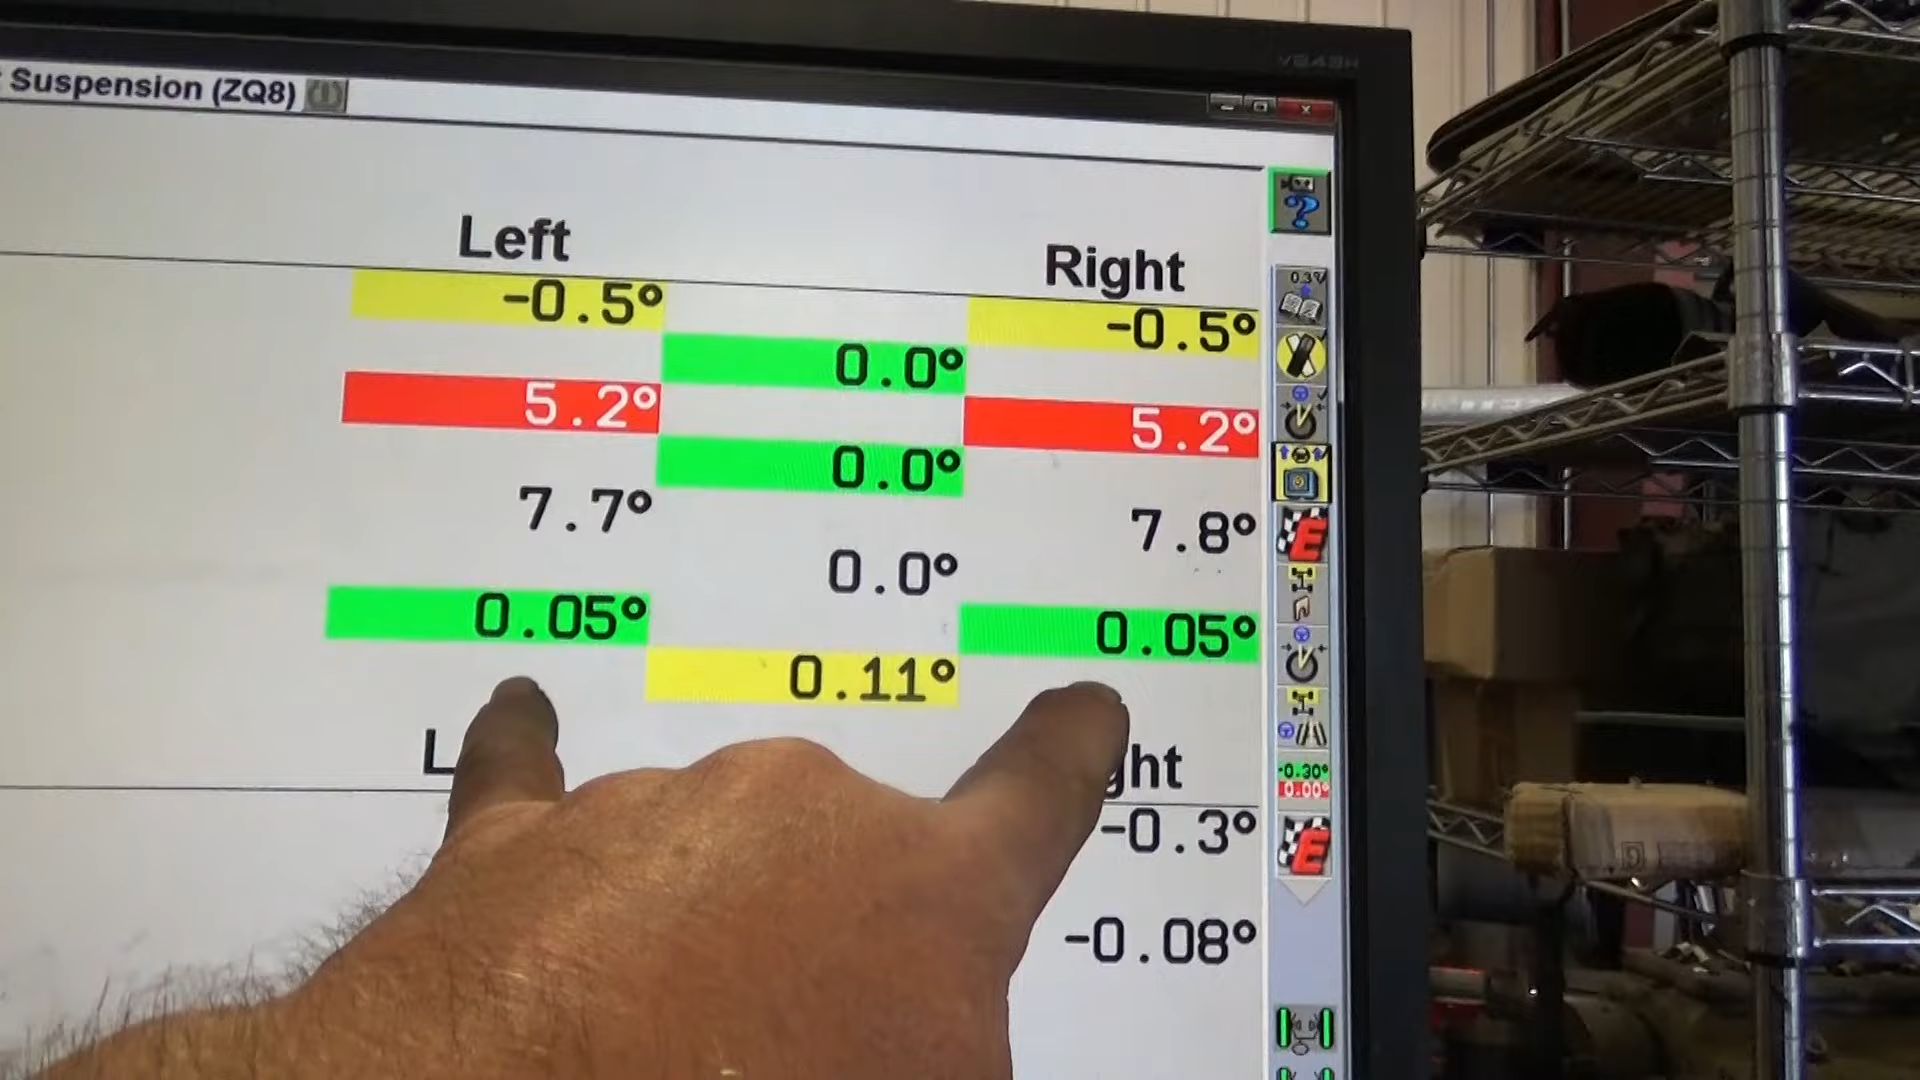 Suspension (ZQ8)
Left Right
-0.5° -0.5°
0.0°
5.2° 5.2°
0.0°
7.7° 7.8°
0.0°
0.05° 0.05°
0.11°
L ght
-0.3°
-0.08°
-0.30°
0.00°
E
E
?
V243H